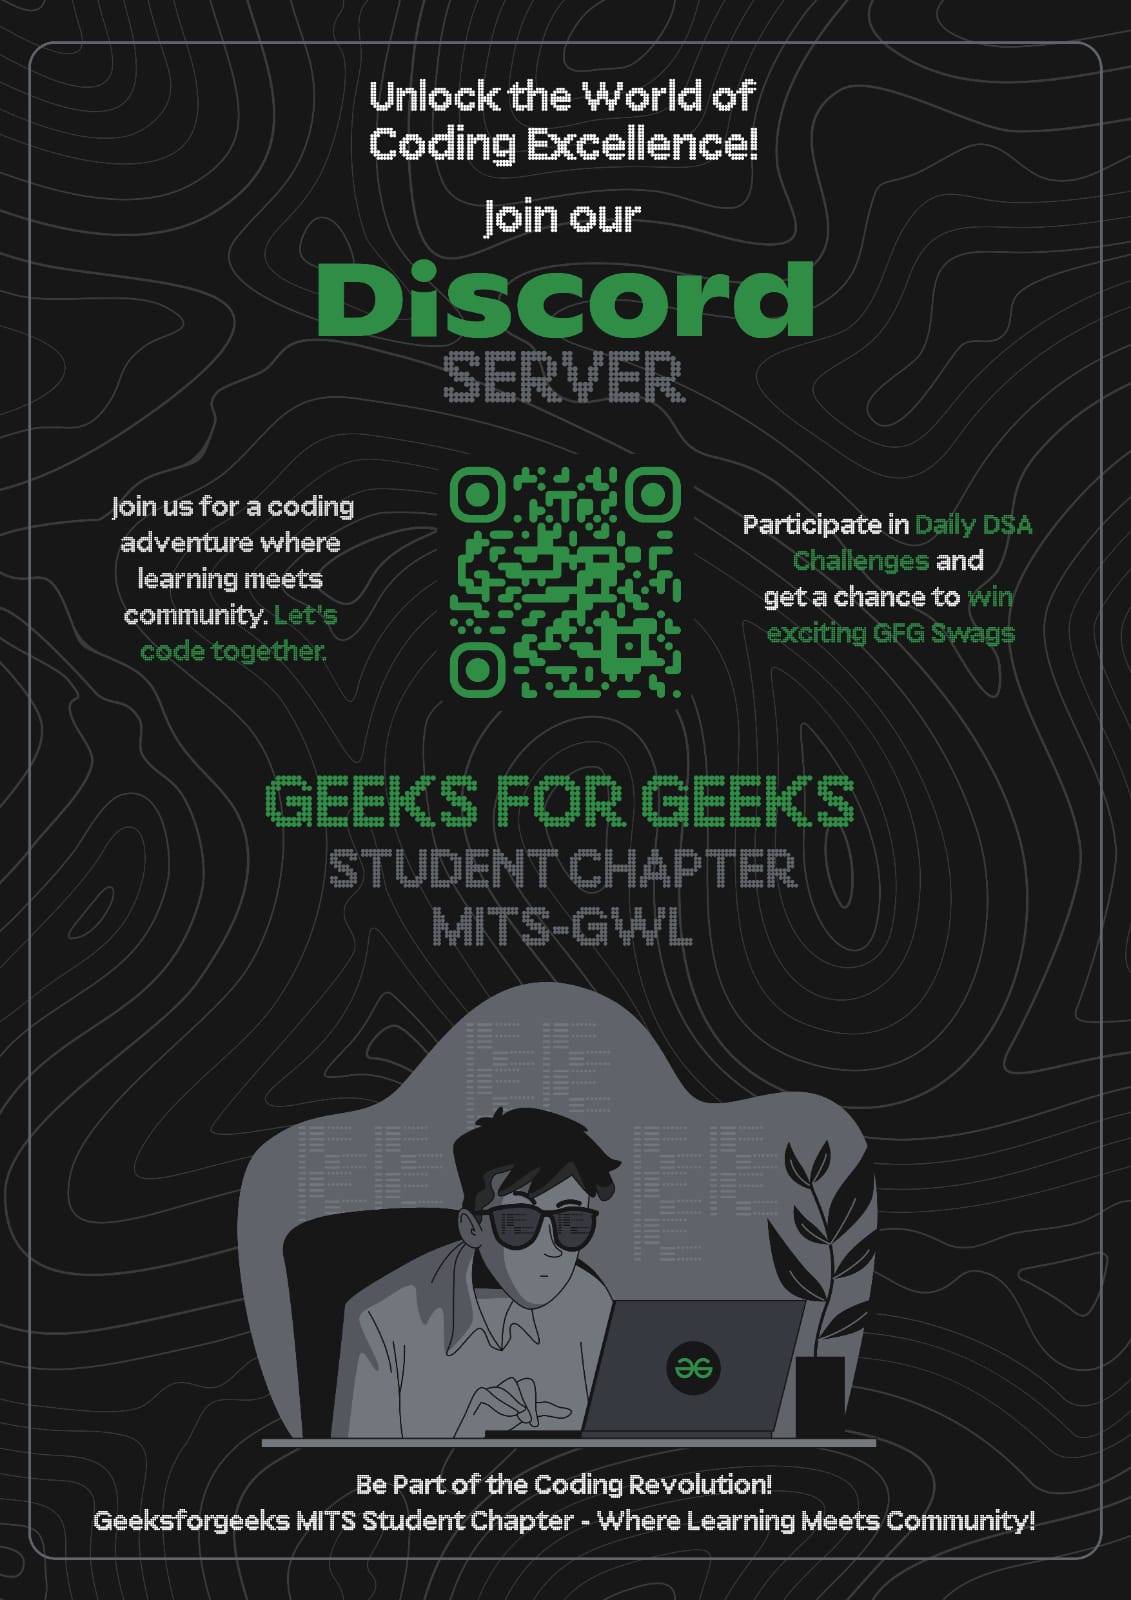 Unlock the World of
Coding Excellence!
Join our
Discord
SERVER
Join us for a coding
adventure where
learning meets
community. Let's
code together.
Participate in Daily DSA
Challenges and
get a chance to win
exciting GFG Swags
GEEKS FOR GEEKS
STUDENT CHAPTER
MITS-GWL
Be Part of the Coding Revolution!
Geeksforgeeks MITS Student Chapter - Where Learning Meets Community!